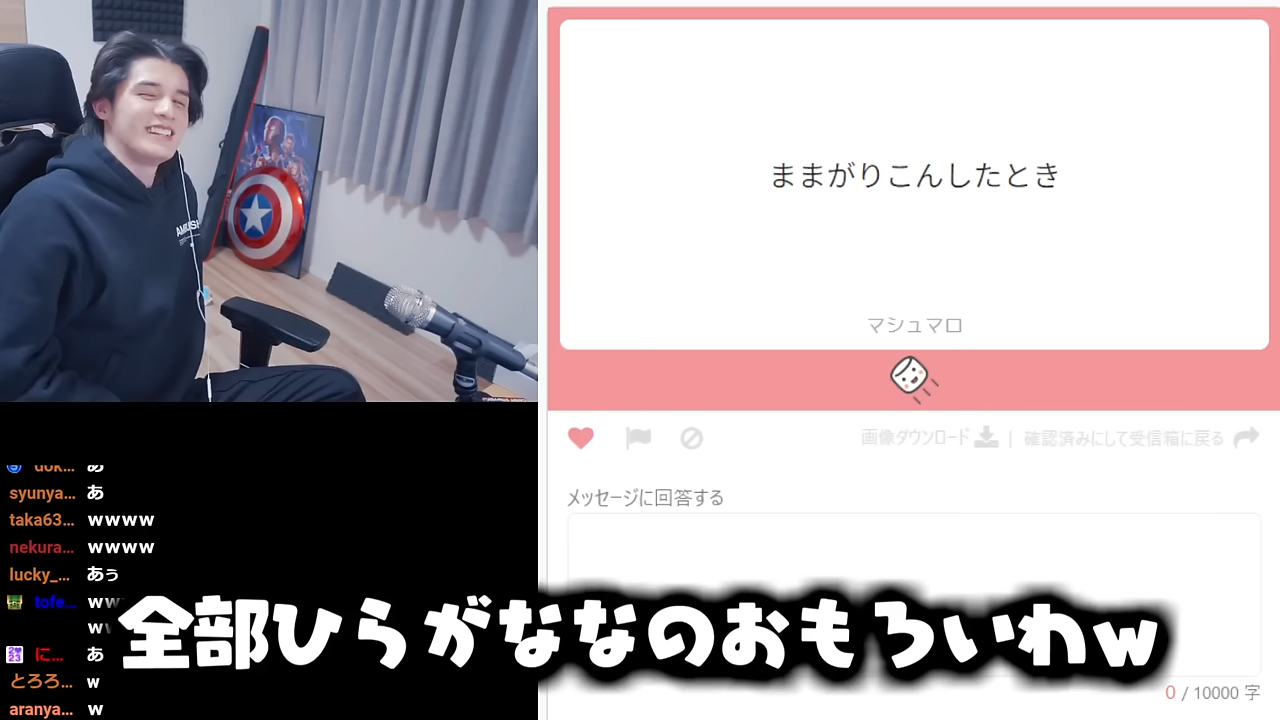 ままがりこんしたとき
マシュマロ
画像ダウンロード | 確認済みにして受信箱に戻る
メッセージに回答する
0 / 10000 字
syunya… あ
taka63… wwww
nekura… wwww
lucky_… あぅ
tofe… ww
w
に… あ
とろろ… w
aranya… w
全部ひらがななのおもろいわw